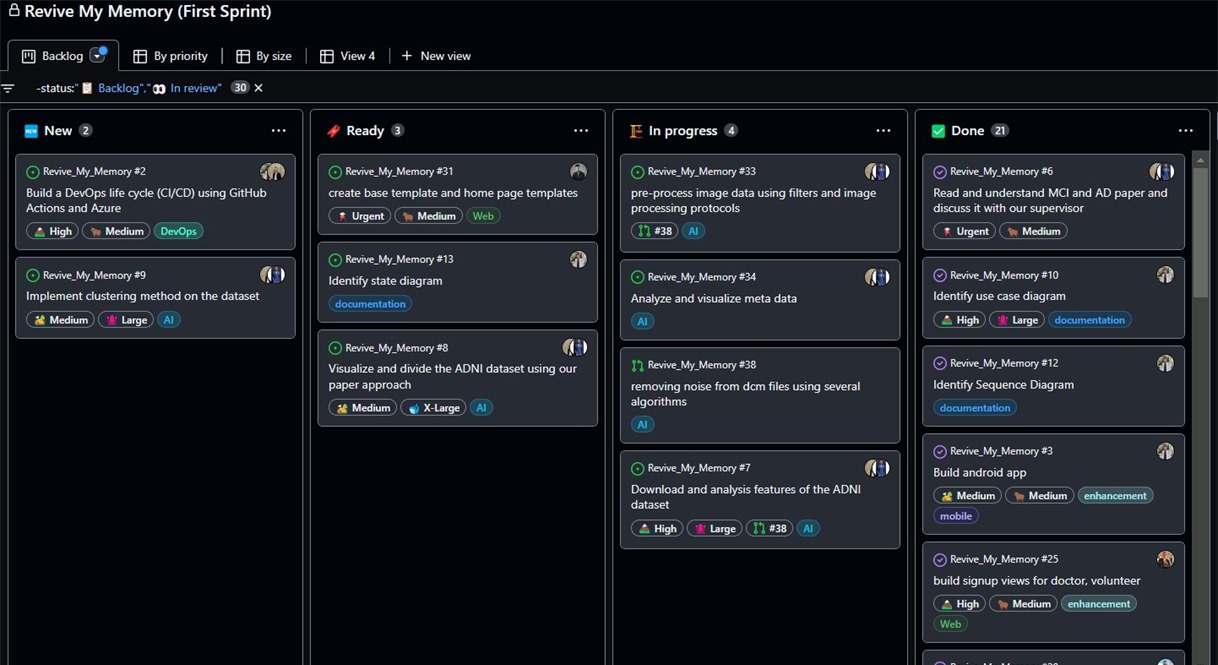 Revive My Memory (First Sprint)
Backlog
By priority
By size
View 4
+ New view
-status:"📋 Backlog","👀 In review" 30 ×
NEW New 2 ...
Revive_My_Memory #2
Build a DevOps life cycle (CI/CD) using GitHub
Actions and Azure
High Medium DevOps
Revive_My_Memory #9
Implement clustering method on the dataset
Medium Large AI
Ready 3 ...
Revive_My_Memory #31
create base template and home page templates
Urgent Medium Web
Revive_My_Memory #13
Identify state diagram
documentation
Revive_My_Memory #8
Visualize and divide the ADNI dataset using our
paper approach
Medium X-Large AI
In progress 4 ...
Revive_My_Memory #33
pre-process image data using filters and image
processing protocols
#38 AI
Revive_My_Memory #34
Analyze and visualize meta data
AI
Revive_My_Memory #38
removing noise from dcm files using several
algorithms
AI
Revive_My_Memory #7
Download and analysis features of the ADNI
dataset
High Large #38 AI
Done 21 ...
Revive_My_Memory #6
Read and understand MCI and AD paper and
discuss it with our supervisor
Urgent Medium
Revive_My_Memory #10
Identify use case diagram
High Large documentation
Revive_My_Memory #12
Identify Sequence Diagram
documentation
Revive_My_Memory #3
Build android app
Medium Medium enhancement
mobile
Revive_My_Memory #25
build signup views for doctor, volunteer
High Medium enhancement
Web